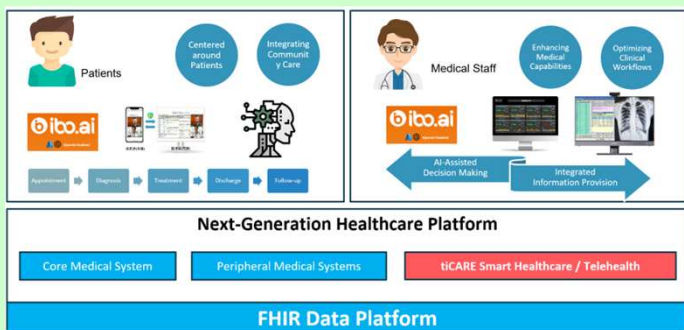 Patients
Centered
around
Patients
Integrating
Communit
y Care
ibo.ai
Appointment
Diagnosis
Treatment
Discharge
Follow-up
Medical Staff
Enhancing
Medical
Capabilities
Optimizing
Clinical
Workflows
ibo.ai
AI-Assisted
Decision Making
Integrated
Information Provision
Next-Generation Healthcare Platform
Core Medical System
Peripheral Medical Systems
tiCARE Smart Healthcare / Telehealth
FHIR Data Platform